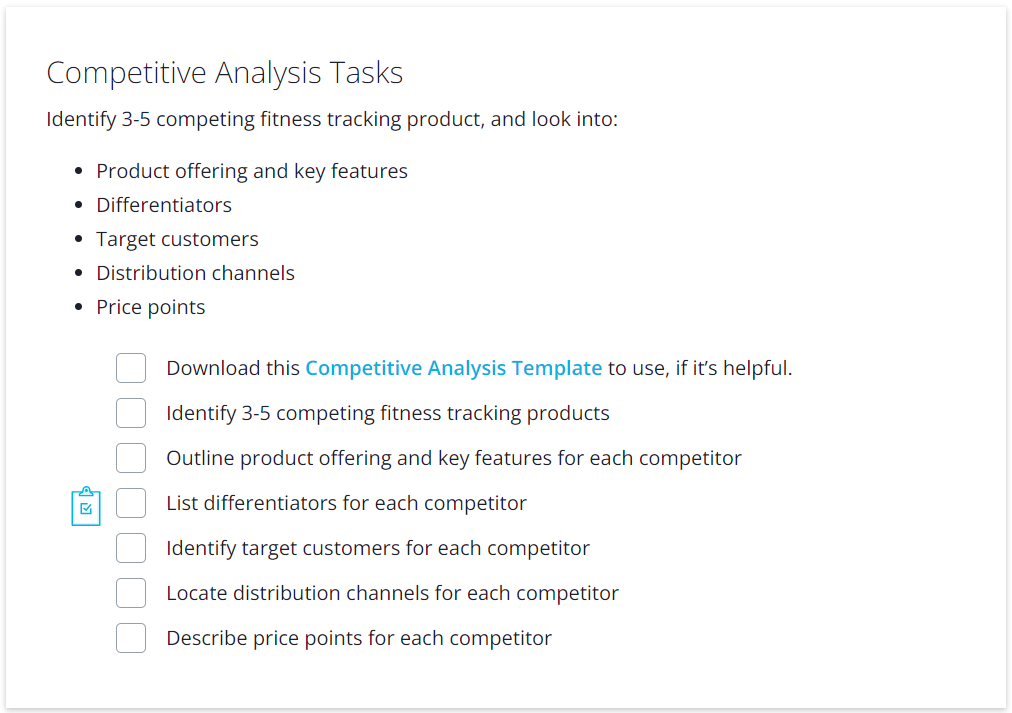 Competitive Analysis Tasks
Identify 3-5 competing fitness tracking product, and look into:
Product offering and key features
Differentiators
Target customers
Distribution channels
Price points
Download this Competitive Analysis Template to use, if it’s helpful.
Identify 3-5 competing fitness tracking products
Outline product offering and key features for each competitor
List differentiators for each competitor
Identify target customers for each competitor
Locate distribution channels for each competitor
Describe price points for each competitor